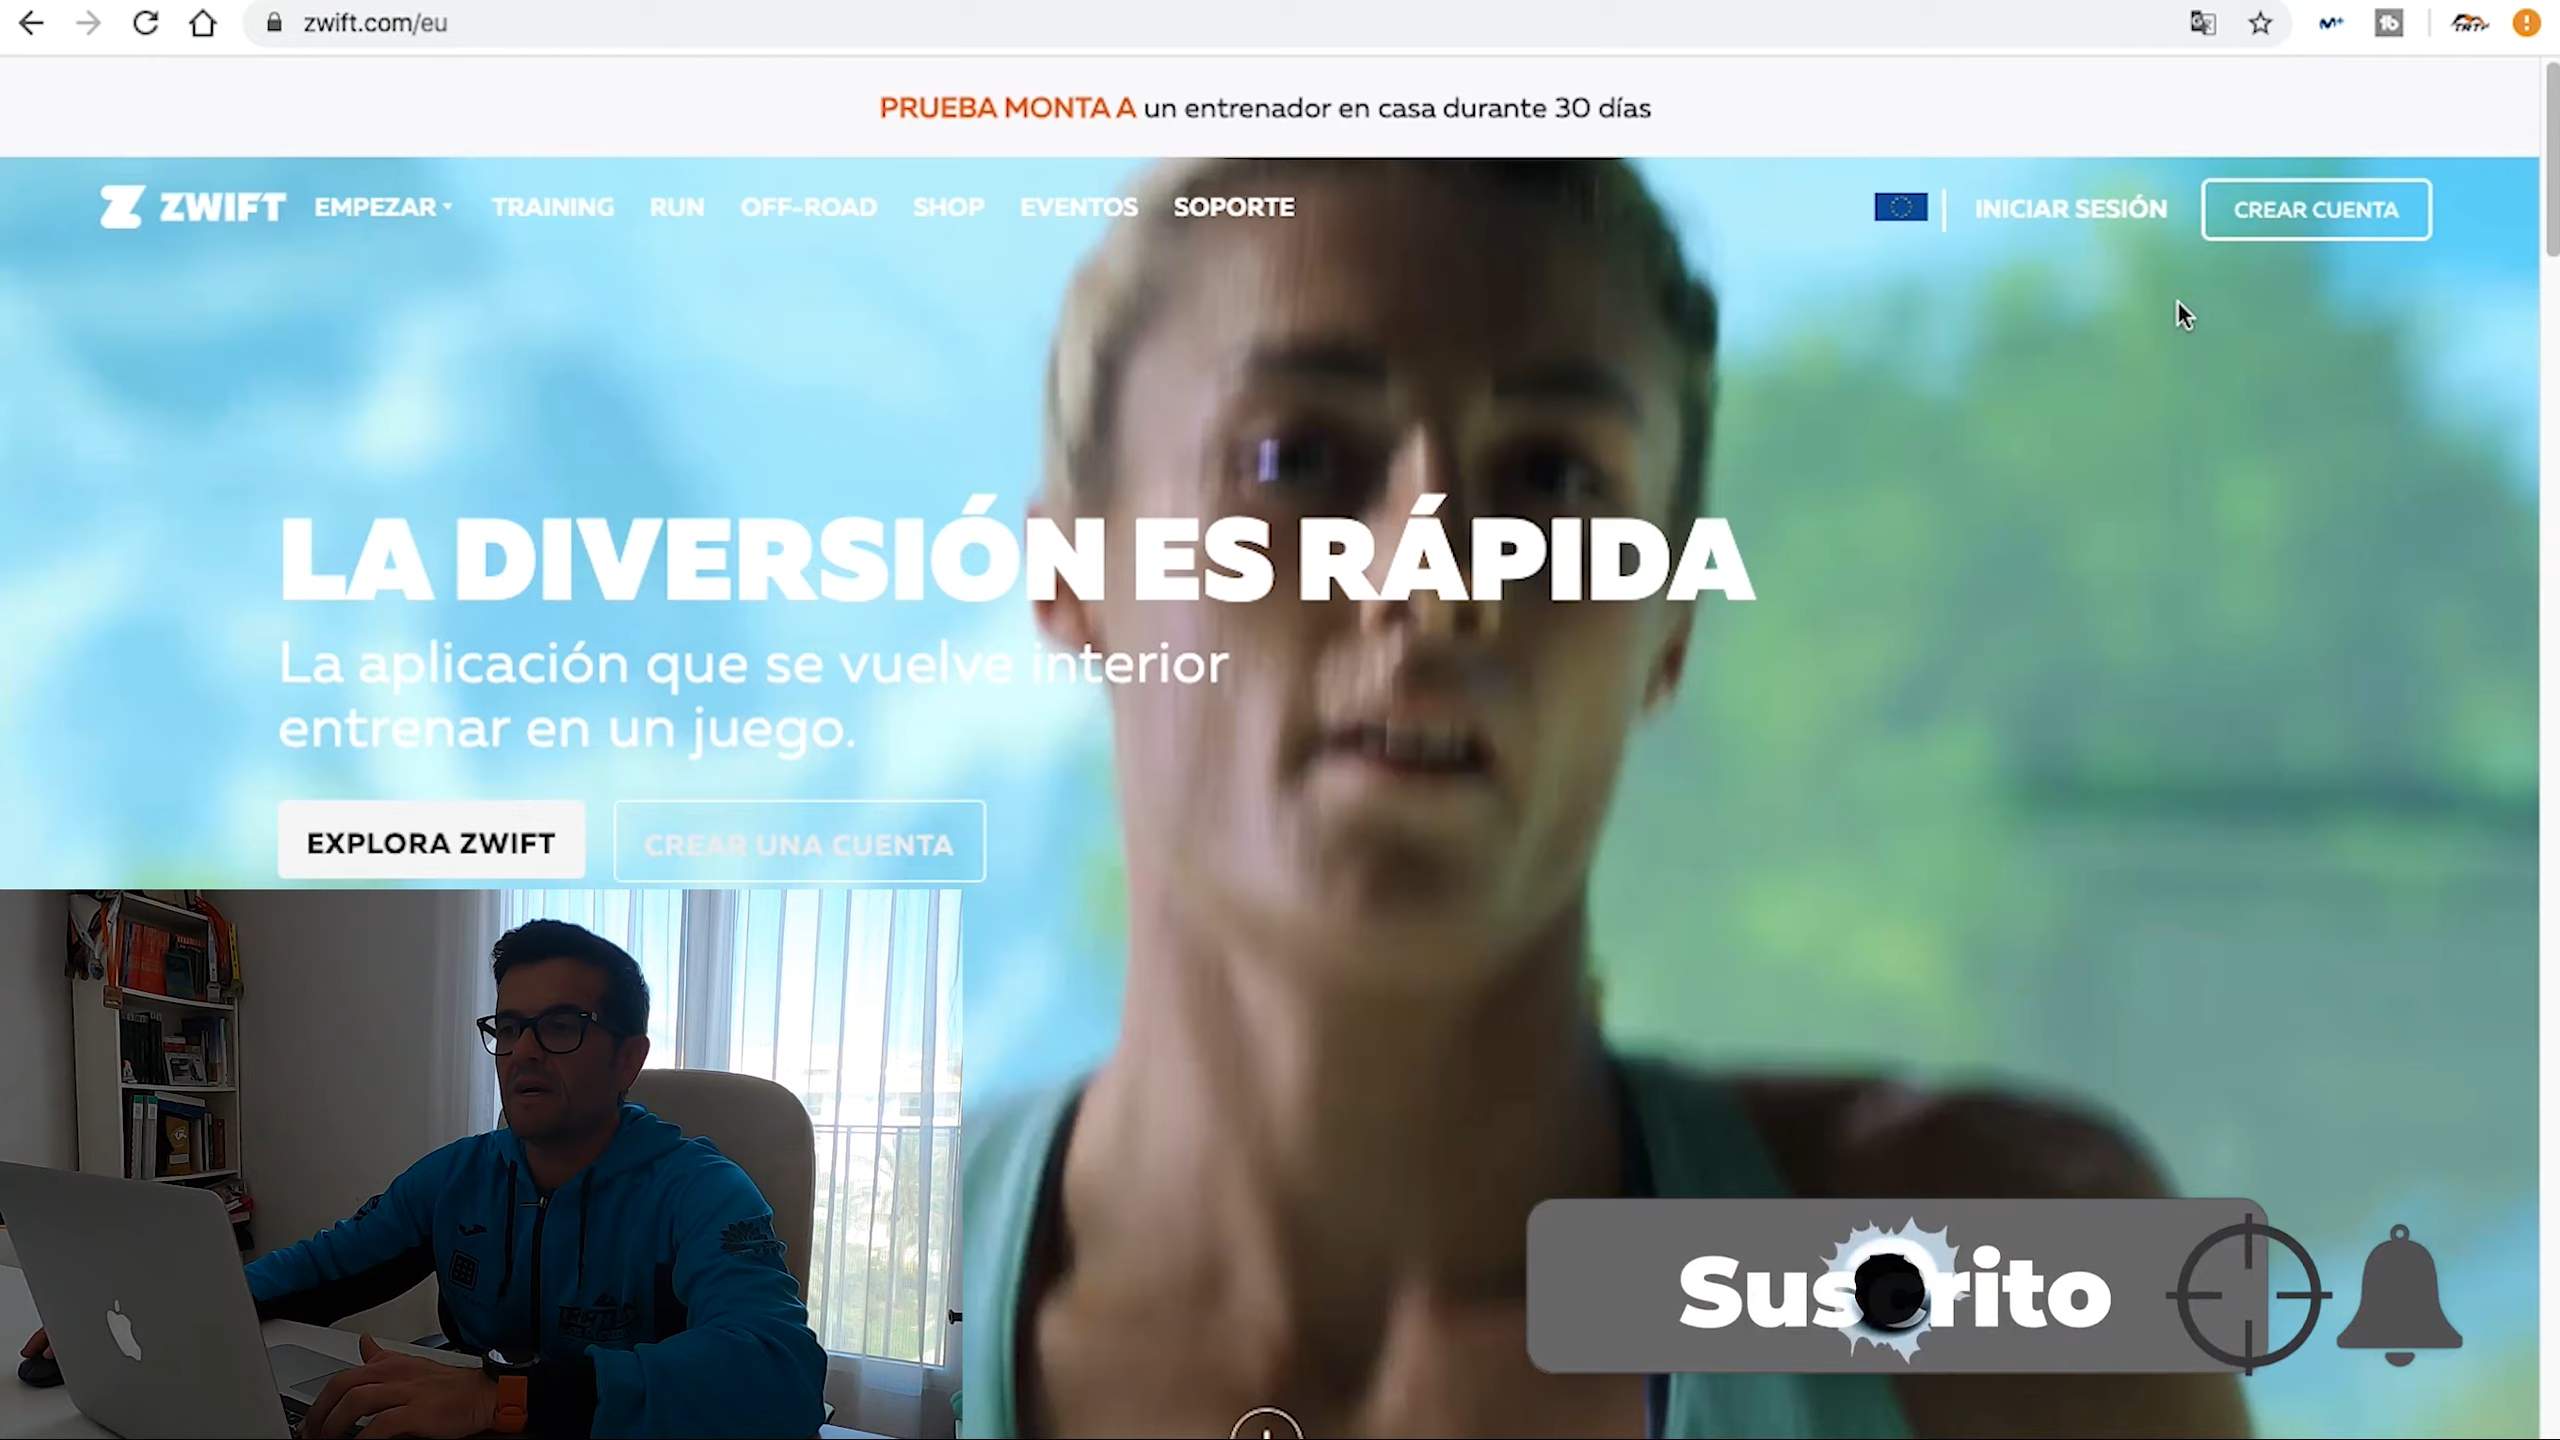 zwift.com/eu
PRUEBA MONTA A un entrenador en casa durante 30 días
ZWIFT EMPEZAR TRAINING RUN OFF-ROAD SHOP EVENTOS SOPORTE INICIAR SESIÓN CREAR CUENTA
LA DIVERSIÓN ES RÁPIDA
La aplicación que se vuelve interior
entrenar en un juego.
EXPLORA ZWIFT CREAR UNA CUENTA
Suscrito